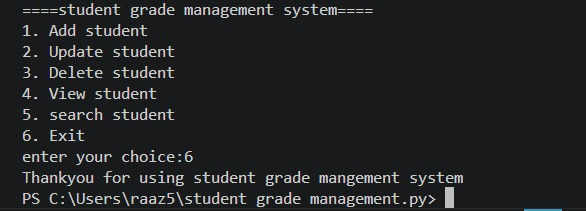 ====student grade management system====
1. Add student
2. Update student
3. Delete student
4. View student
5. search student
6. Exit
enter your choice:6
Thankyou for using student grade mangement system
PS C:\Users\raaz5\student grade management.py>